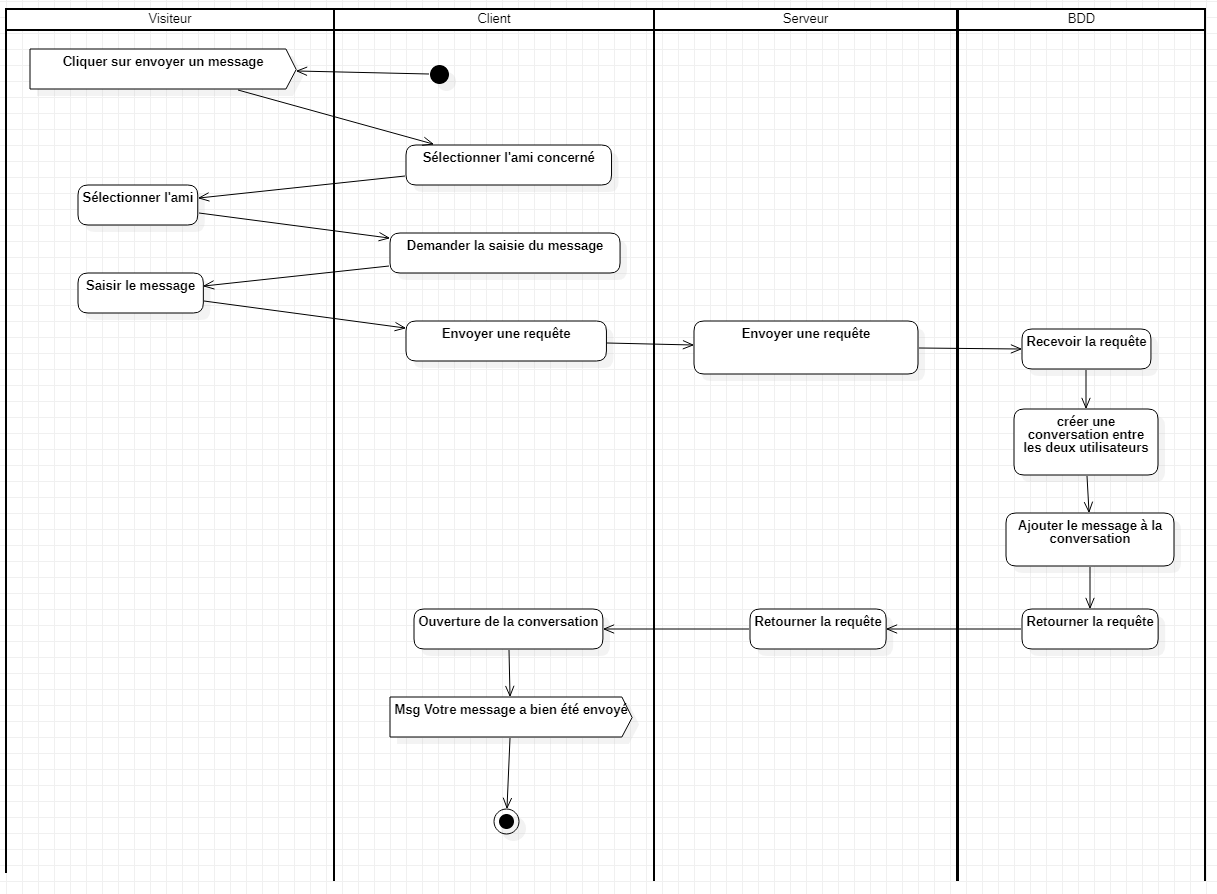 Visiteur
Client
Serveur
BDD
Cliquer sur envoyer un message
Sélectionner l'ami concerné
Sélectionner l'ami
Demander la saisie du message
Saisir le message
Envoyer une requête
Envoyer une requête
Recevoir la requête
créer une
conversation entre
les deux utilisateurs
Ajouter le message à la
conversation
Ouverture de la conversation
Retourner la requête
Retourner la requête
Msg Votre message a bien été envoyé